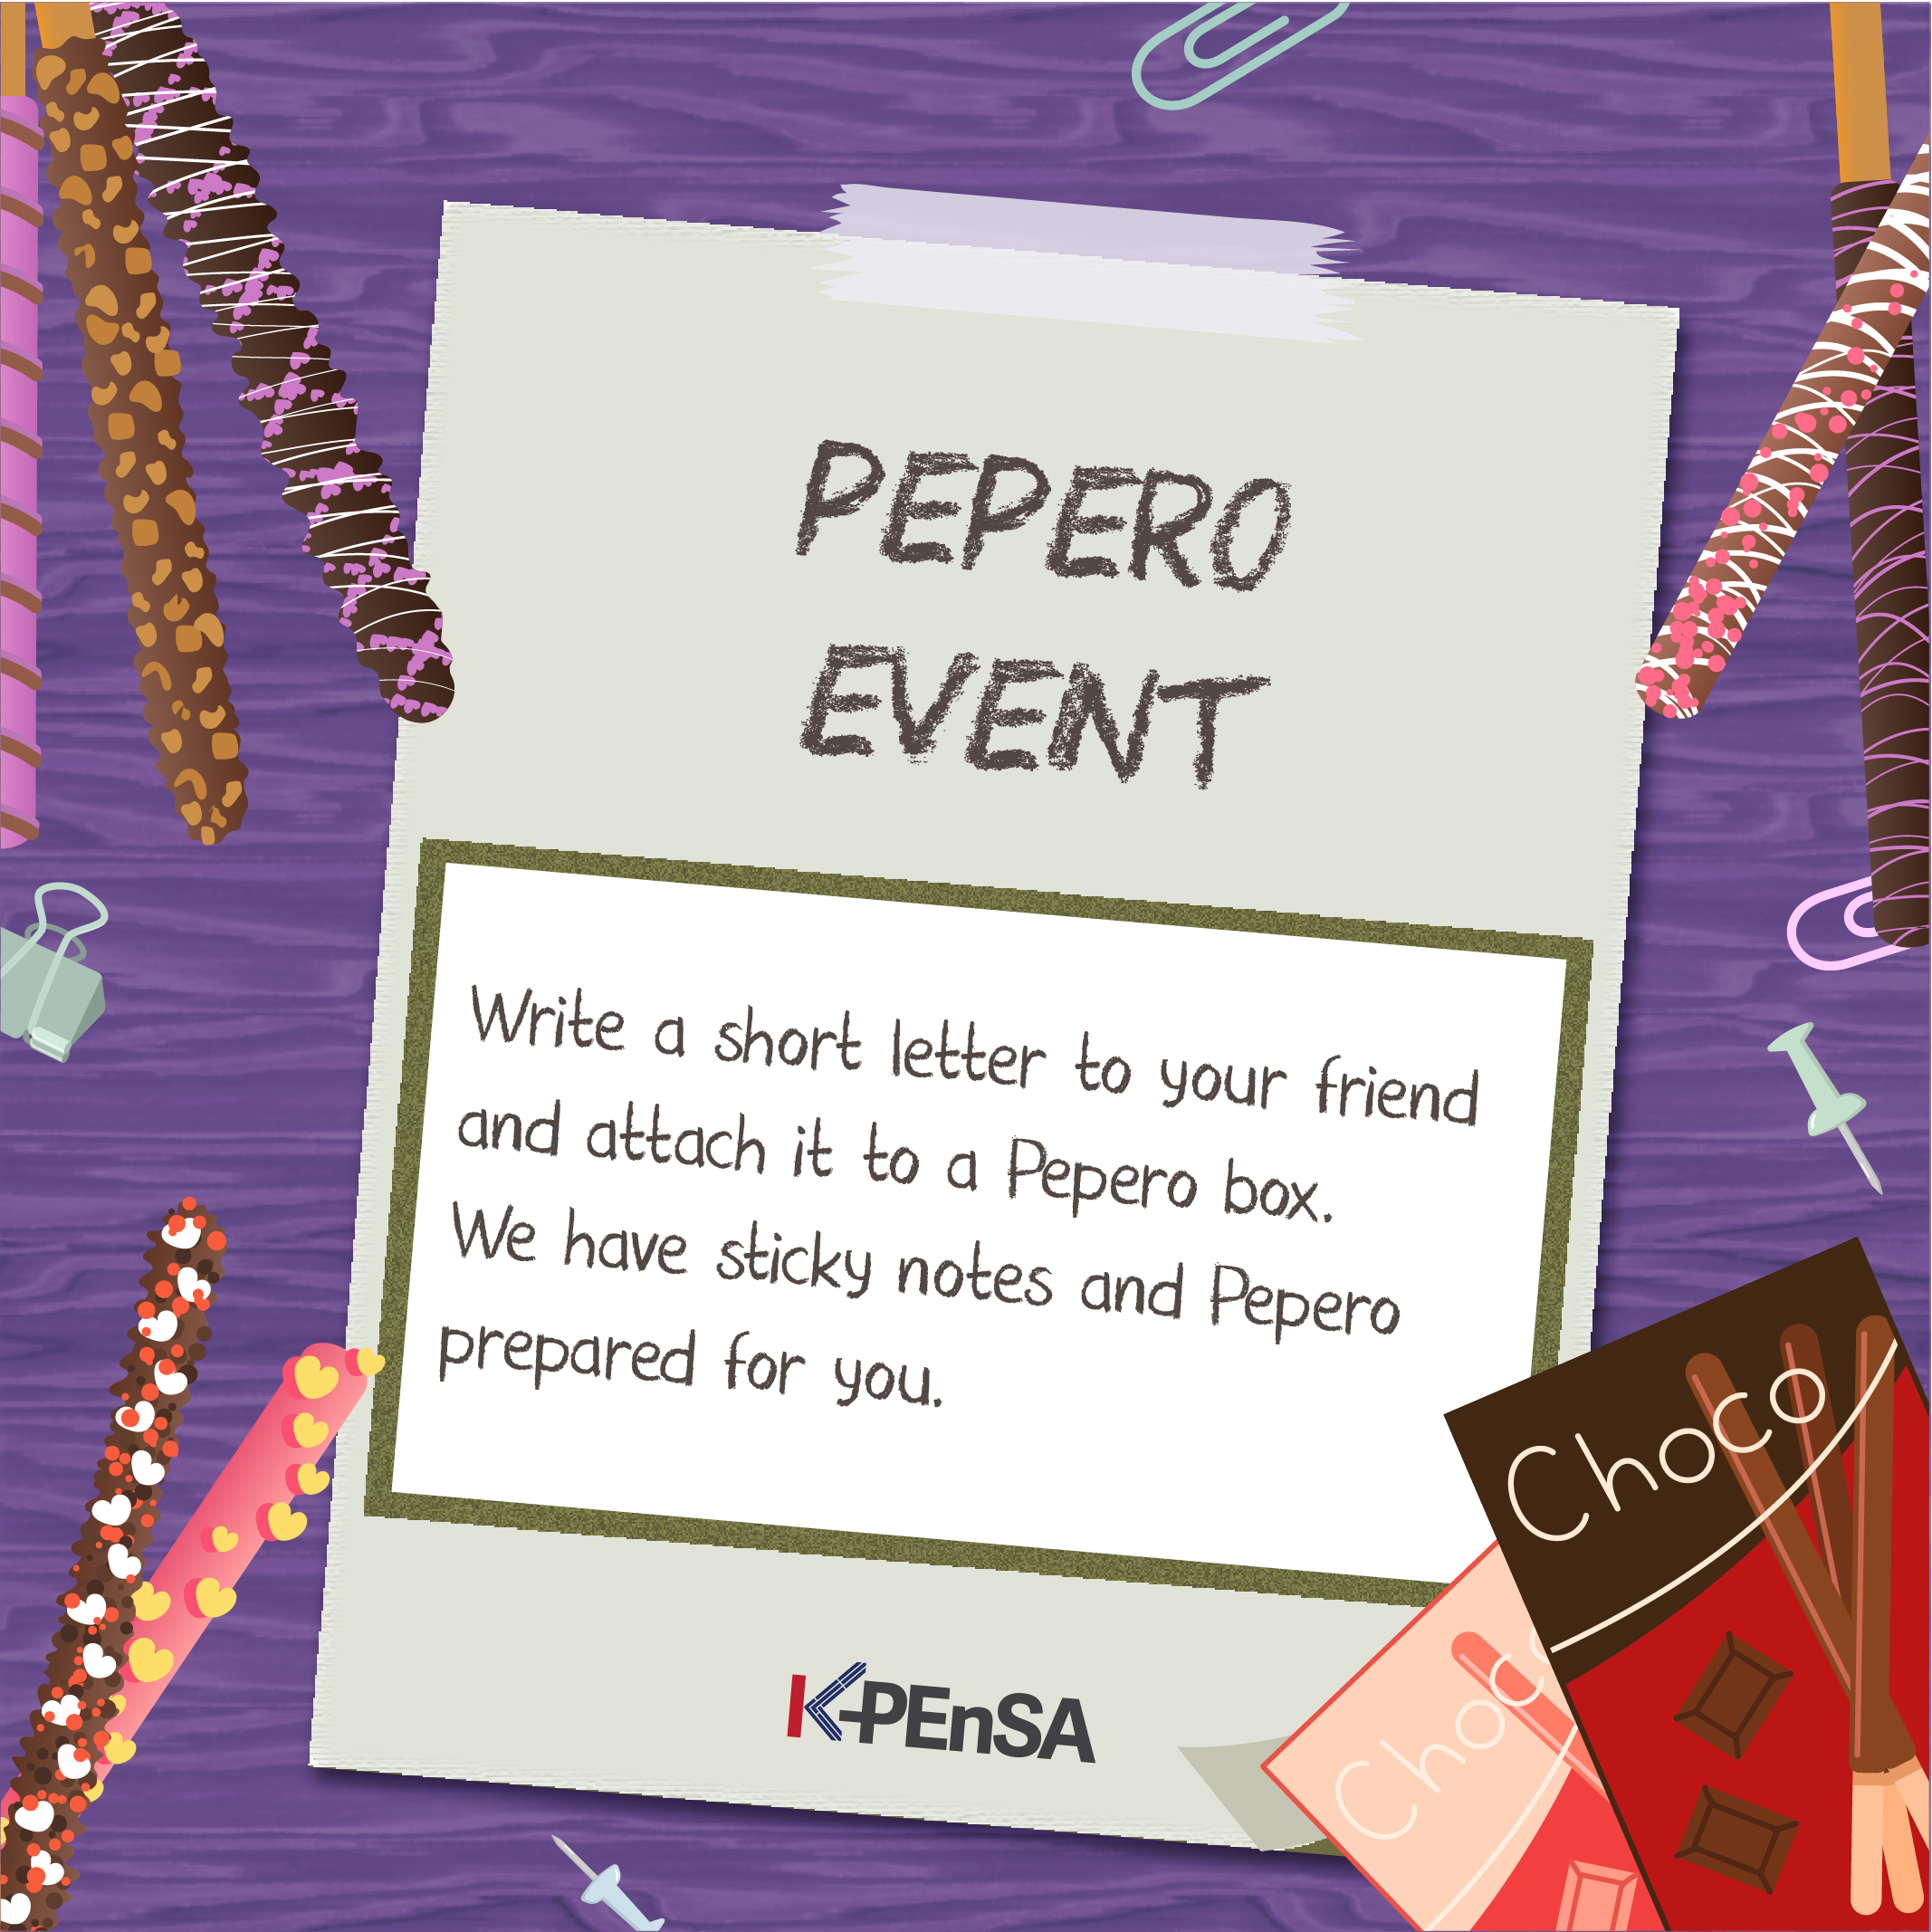 PEPERO
EVENT
Write a short letter to your friend
and attach it to a Pepero box.
We have sticky notes and Pepero
prepared for you.
K-PEnSA
Choco
Choco